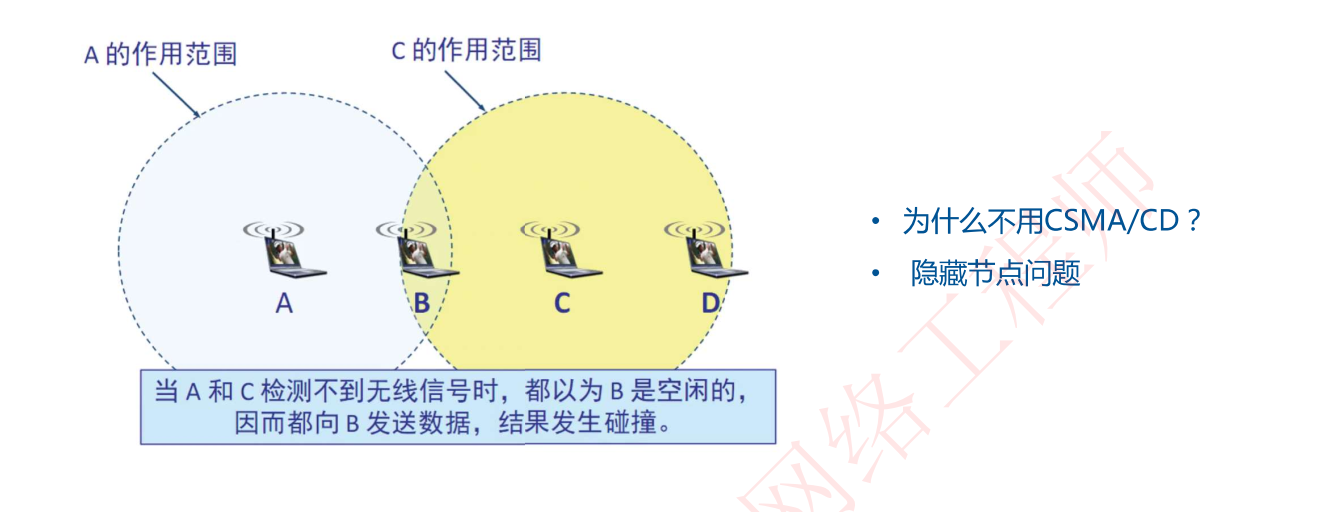 A 的作用范围
C 的作用范围
A
B
C
D
当 A 和 C 检测不到无线信号时，都以为 B 是空闲的，
因而都向 B 发送数据，结果发生碰撞。
• 为什么不用CSMA/CD？
• 隐藏节点问题
网络工程师